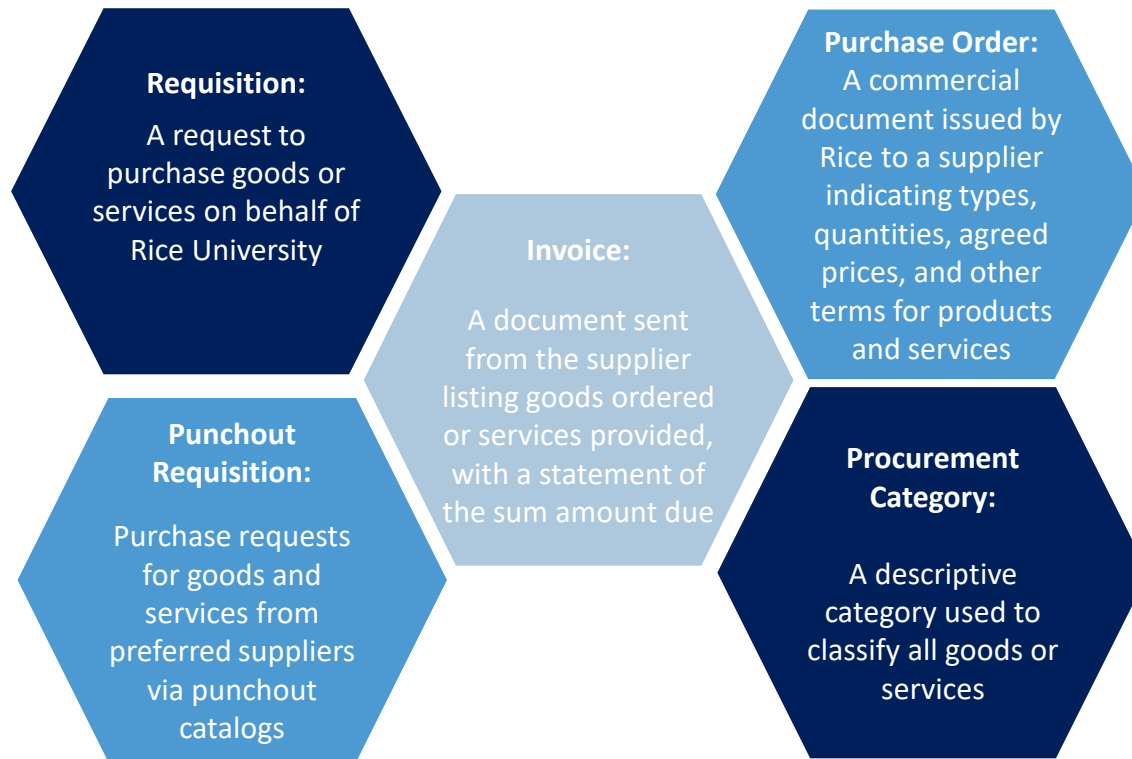 Requisition:
A request to
purchase goods or
services on behalf of
Rice University
Punchout
Requisition:
Purchase requests
for goods and
services from
preferred suppliers
via punchout
catalogs
Invoice:
A document sent
from the supplier
listing goods ordered
or services provided,
with a statement of
the sum amount due
Purchase Order:
A commercial
document issued by
Rice to a supplier
indicating types,
quantities, agreed
prices, and other
terms for products
and services
Procurement
Category:
A descriptive
category used to
classify all goods or
services